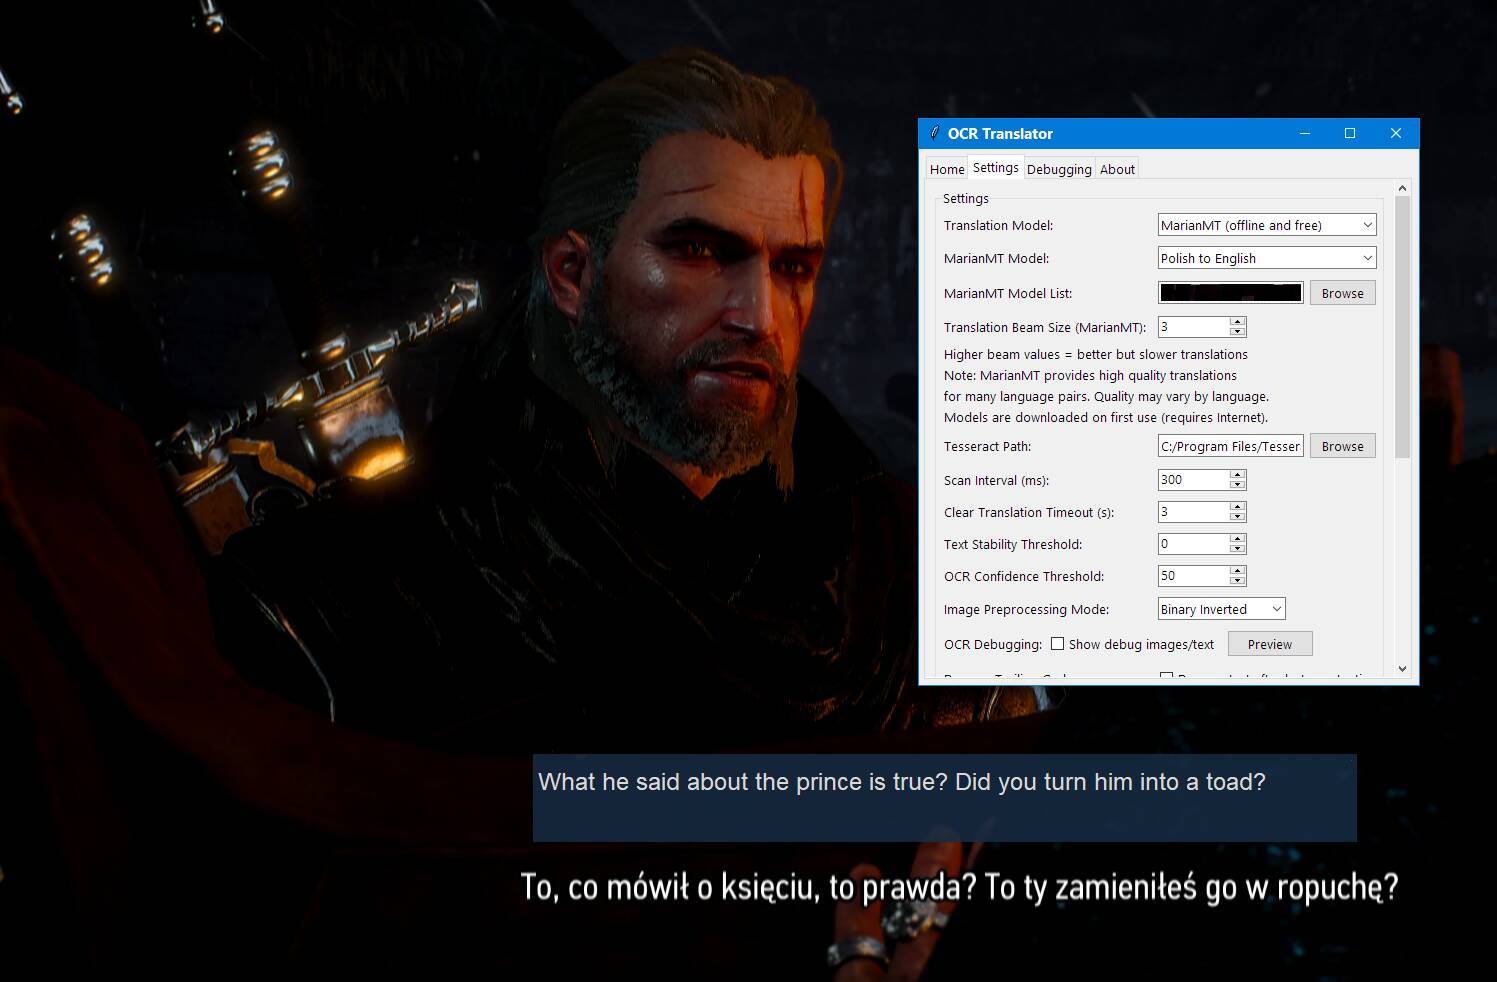 OCR Translator
Home Settings Debugging About
Settings
Translation Model: MarianMT (offline and free)
MarianMT Model: Polish to English
MarianMT Model List: Browse
Translation Beam Size (MarianMT): 3
Higher beam values = better but slower translations
Note: MarianMT provides high quality translations
for many language pairs. Quality may vary by language.
Models are downloaded on first use (requires Internet).
Tesseract Path: C:/Program Files/Tesser Browse
Scan Interval (ms): 300
Clear Translation Timeout (s): 3
Text Stability Threshold: 0
OCR Confidence Threshold: 50
Image Preprocessing Mode: Binary Inverted
OCR Debugging: Show debug images/text Preview
What he said about the prince is true? Did you turn him into a toad?
To, co mówił o księciu, to prawda? To ty zamieniłeś go w ropuchę?